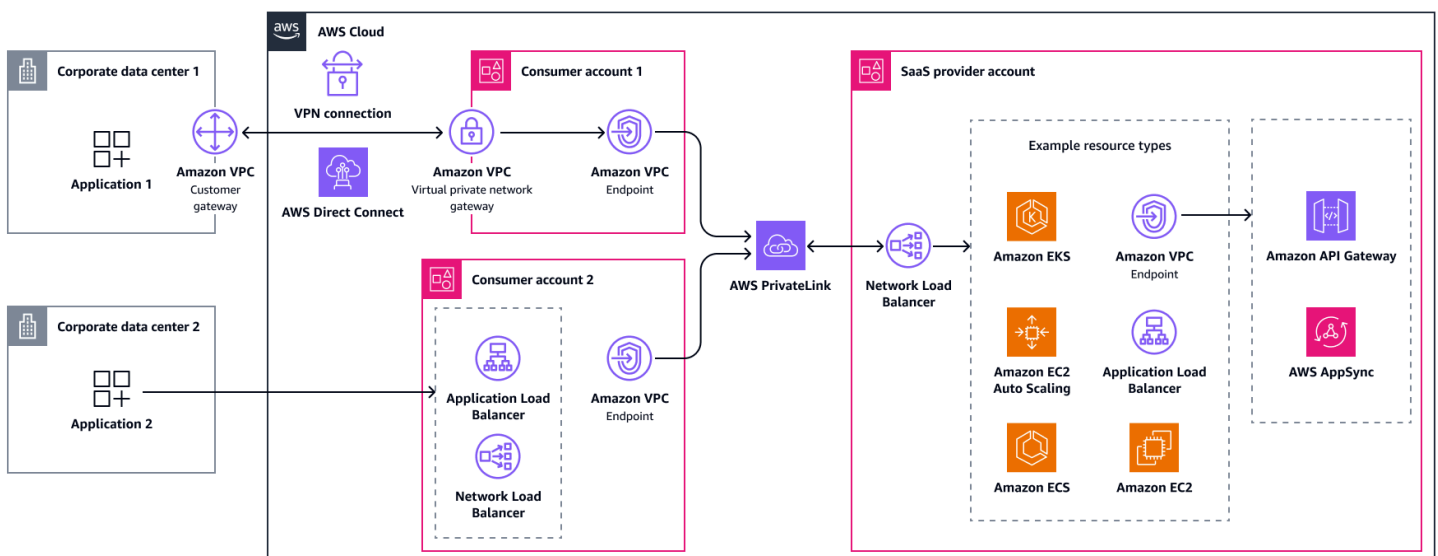 aws
AWS Cloud
Corporate data center 1
Application 1
Amazon VPC
Customer
gateway
VPN connection
AWS Direct Connect
Consumer account 1
Amazon VPC
Virtual private network
gateway
Amazon VPC
Endpoint
Corporate data center 2
Application 2
Consumer account 2
Application Load
Balancer
Network Load
Balancer
Amazon VPC
Endpoint
AWS PrivateLink
SaaS provider account
Network Load
Balancer
Example resource types
K
Amazon EKS
Amazon VPC
Endpoint
Amazon EC2
Auto Scaling
Application Load
Balancer
Amazon ECS
Amazon EC2
</>
Amazon API Gateway
AWS AppSync